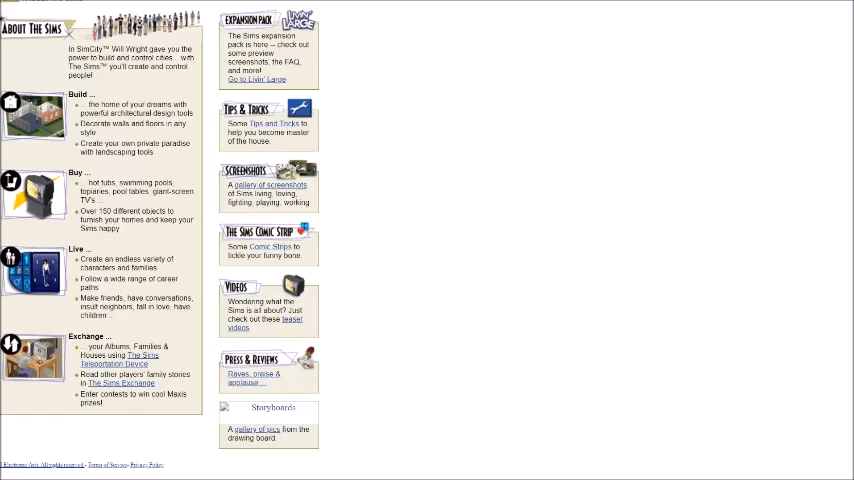 ABOUT THE SIMS
In SimCity™ Will Wright gave you the
power to build and control cities...with
The Sims™ you'll create and control
people!
Build ...
... the home of your dreams with
powerful architectural design tools
Decorate walls and floors in any
style
Create your own private paradise
with landscaping tools
Buy ...
... hot tubs, swimming pools,
topiaries, pool tables, giant-screen
TV's ...
Over 150 different objects to
furnish your homes and keep your
Sims happy
Live ...
Create an endless variety of
characters and families
Follow a wide range of career
paths
Make friends, have conversations,
insult neighbors, fall in love, have
children ...
Exchange ...
... your Albums, Families &
Houses using The Sims
Teleportation Device
Read other players' family stories
in The Sims Exchange
Enter contests to win cool Maxis
prizes!
EXPANSION PACK
LIVIN' LARGE
The Sims expansion
pack is here -- check out
some preview
screenshots, the FAQ,
and more!
Go to Livin' Large
TIPS & TRICKS
Some Tips and Tricks to
help you become master
of the house.
SCREENSHOTS
A gallery of screenshots
of Sims living, loving,
fighting, playing, working
THE SIMS COMIC STRIP
Some Comic Strips to
tickle your funny bone.
VIDEOS
Wondering what the
Sims is all about? Just
check out these teaser
videos.
PRESS & REVIEWS
Raves, praise &
applause ...
Storyboards
A gallery of pics from the
drawing board.
Electronic Arts. All rights reserved - Terms of Service - Privacy Policy